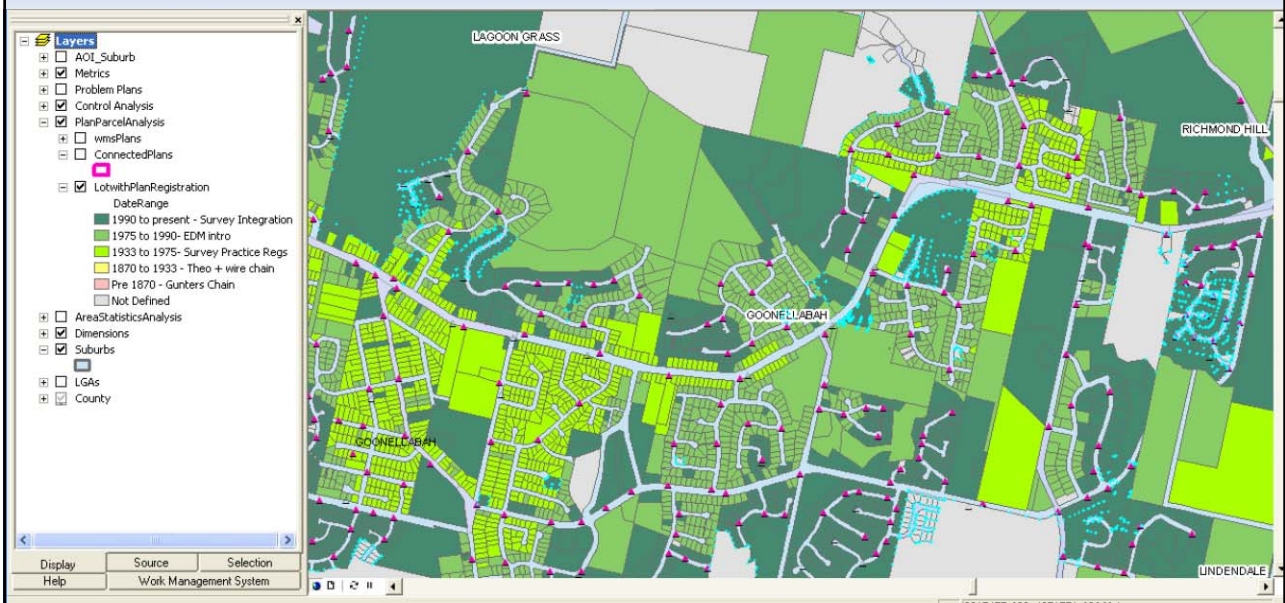 Layers
AOI_Suburb
Metrics
Problem Plans
Control Analysis
PlanParcelAnalysis
wmsPlans
ConnectedPlans
LotwithPlanRegistration
DateRange
1990 to present - Survey Integration
1975 to 1990- EDM intro
1933 to 1975- Survey Practice Regs
1870 to 1933 - Theo + wire chain
Pre 1870 - Gunters Chain
Not Defined
AreaStatisticsAnalysis
Dimensions
Suburbs
LGAs
County
Display
Source
Selection
Help
Work Management System
LAGOON GRASS
RICHMOND HILL
GOONELLABAH
GOONELLABAH
LINDENDALE